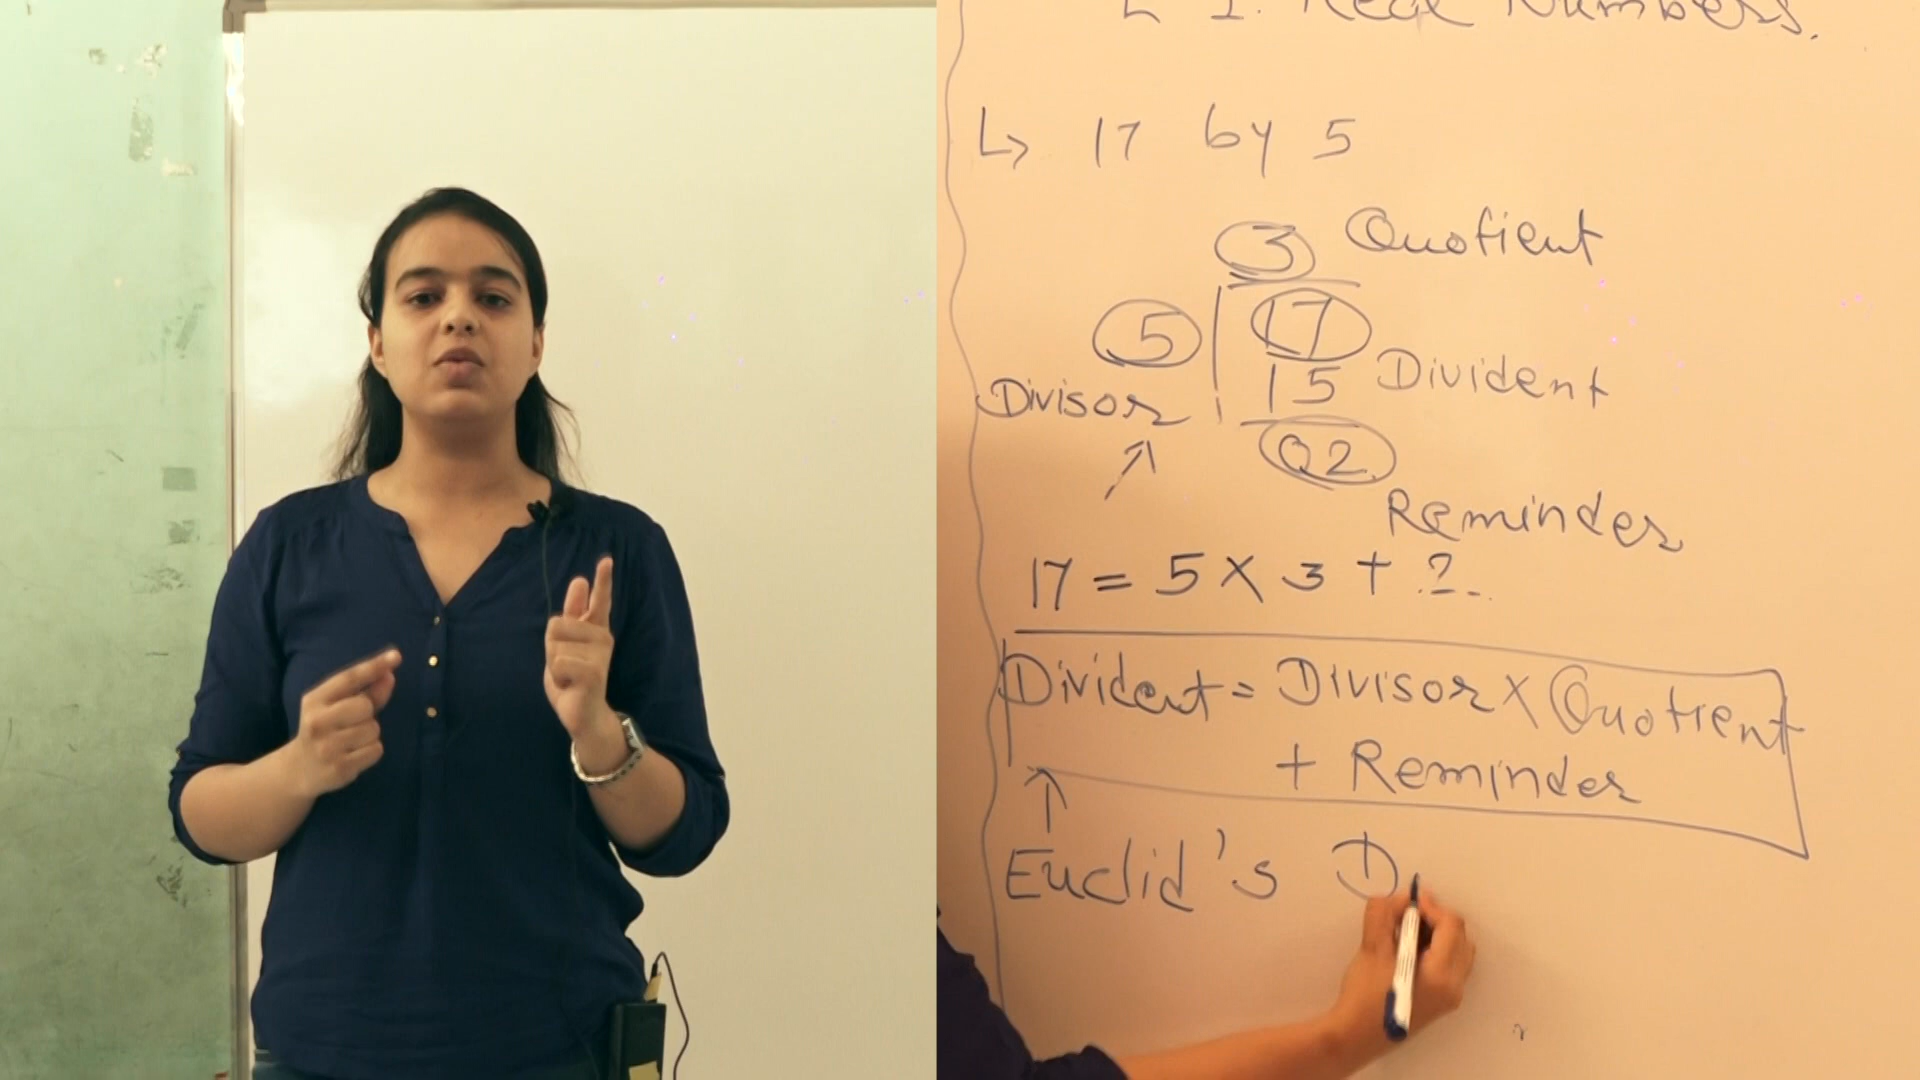 1. Real Numbers.
↳ 17 by 5
3 Quotient
5 17
Divisor 15 Divident
02
Reminder
17 = 5 × 3 + 2
Divident = Divisor × Quotient
+ Reminder
Euclid's D